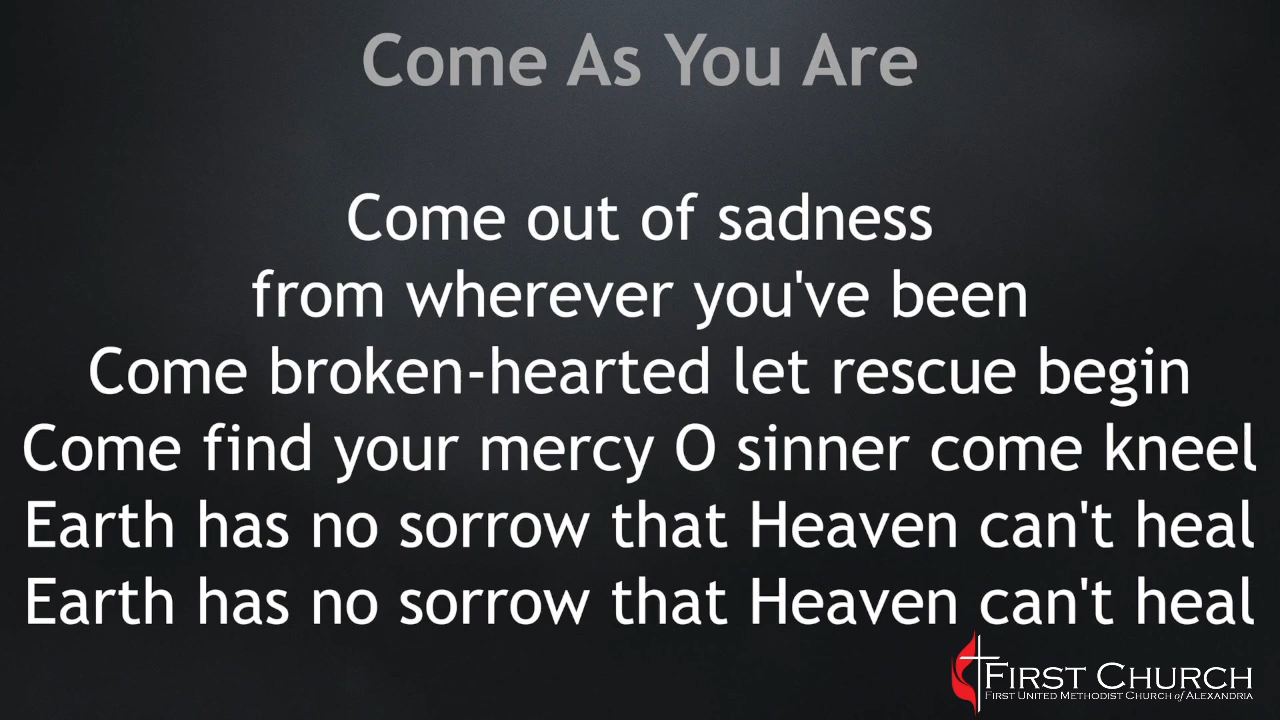 Come As You Are
Come out of sadness
from wherever you've been
Come broken-hearted let rescue begin
Come find your mercy O sinner come kneel
Earth has no sorrow that Heaven can't heal
Earth has no sorrow that Heaven can't heal
First Church
First United Methodist Church of Alexandria